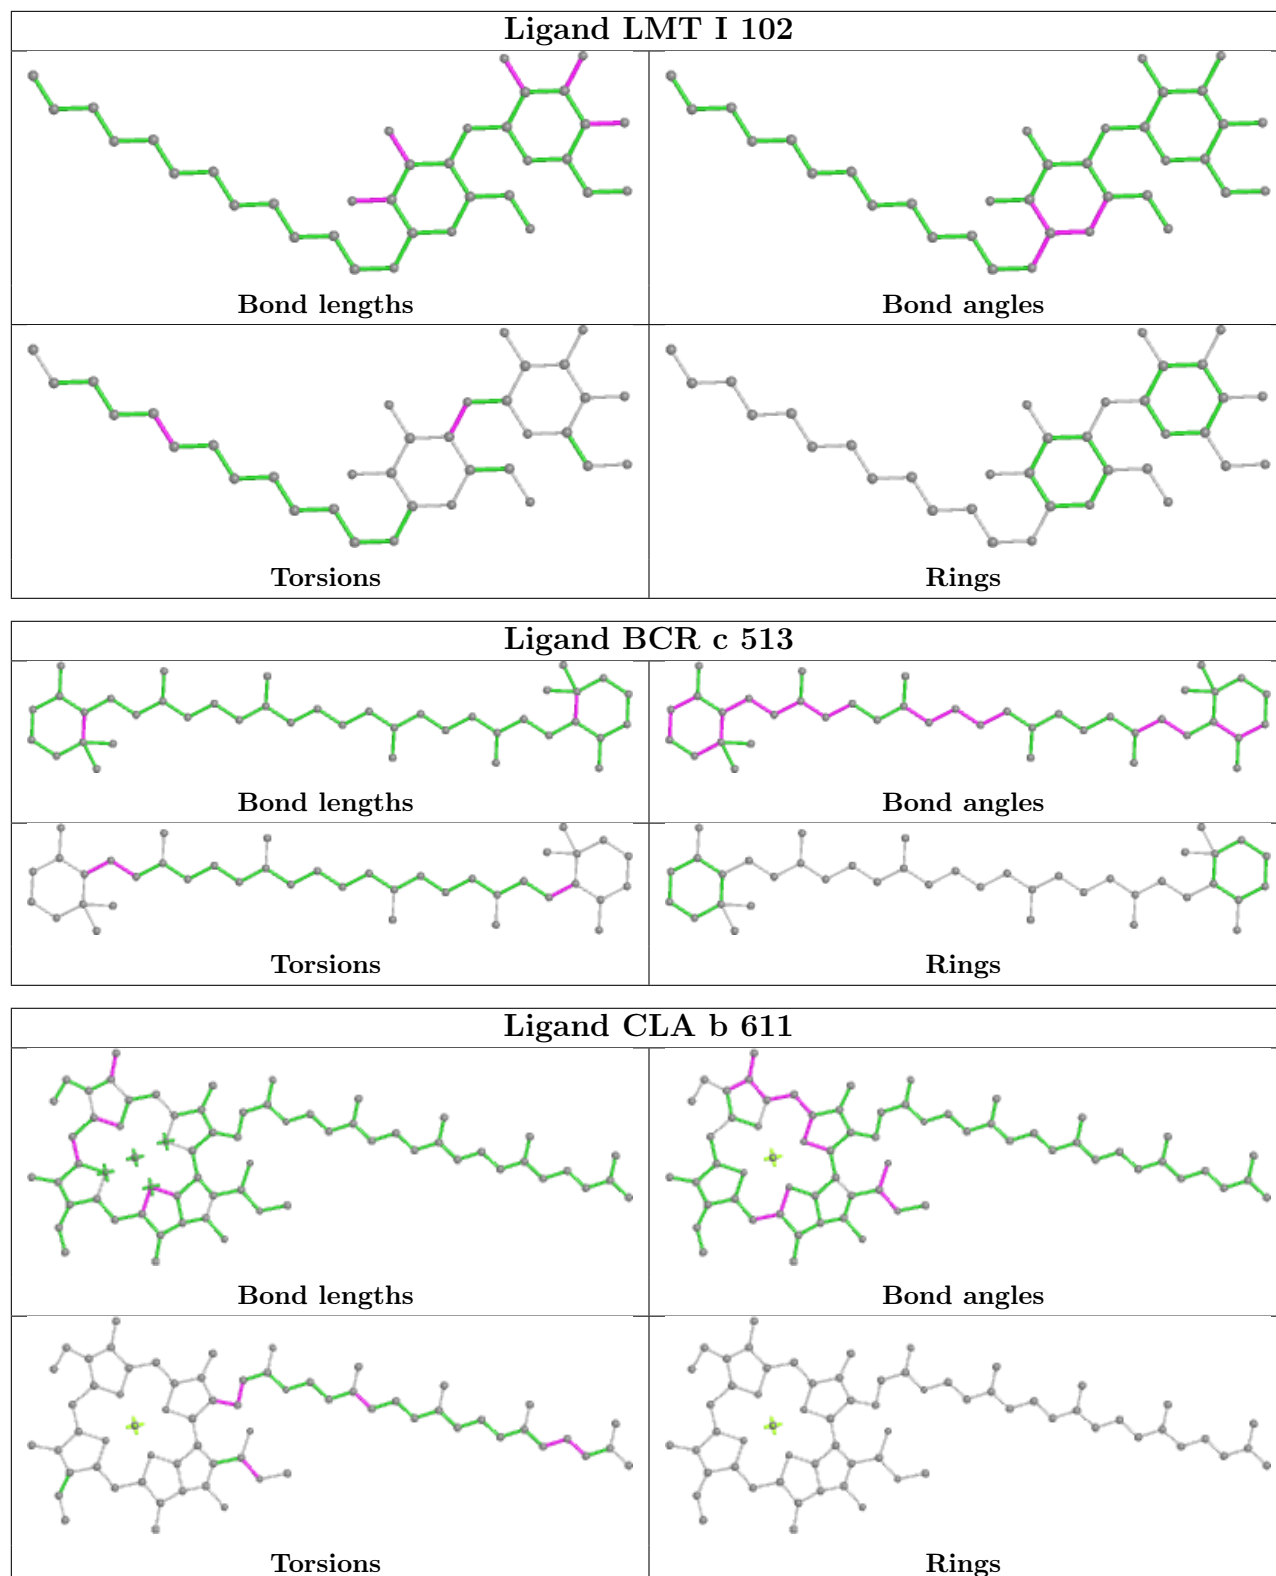 Ligand LMT I 102
Bond lengths
Bond angles
Torsions
Rings
Ligand BCR c 513
Bond lengths
Bond angles
Torsions
Rings
Ligand CLA b 611
Bond lengths
Bond angles
Torsions
Rings